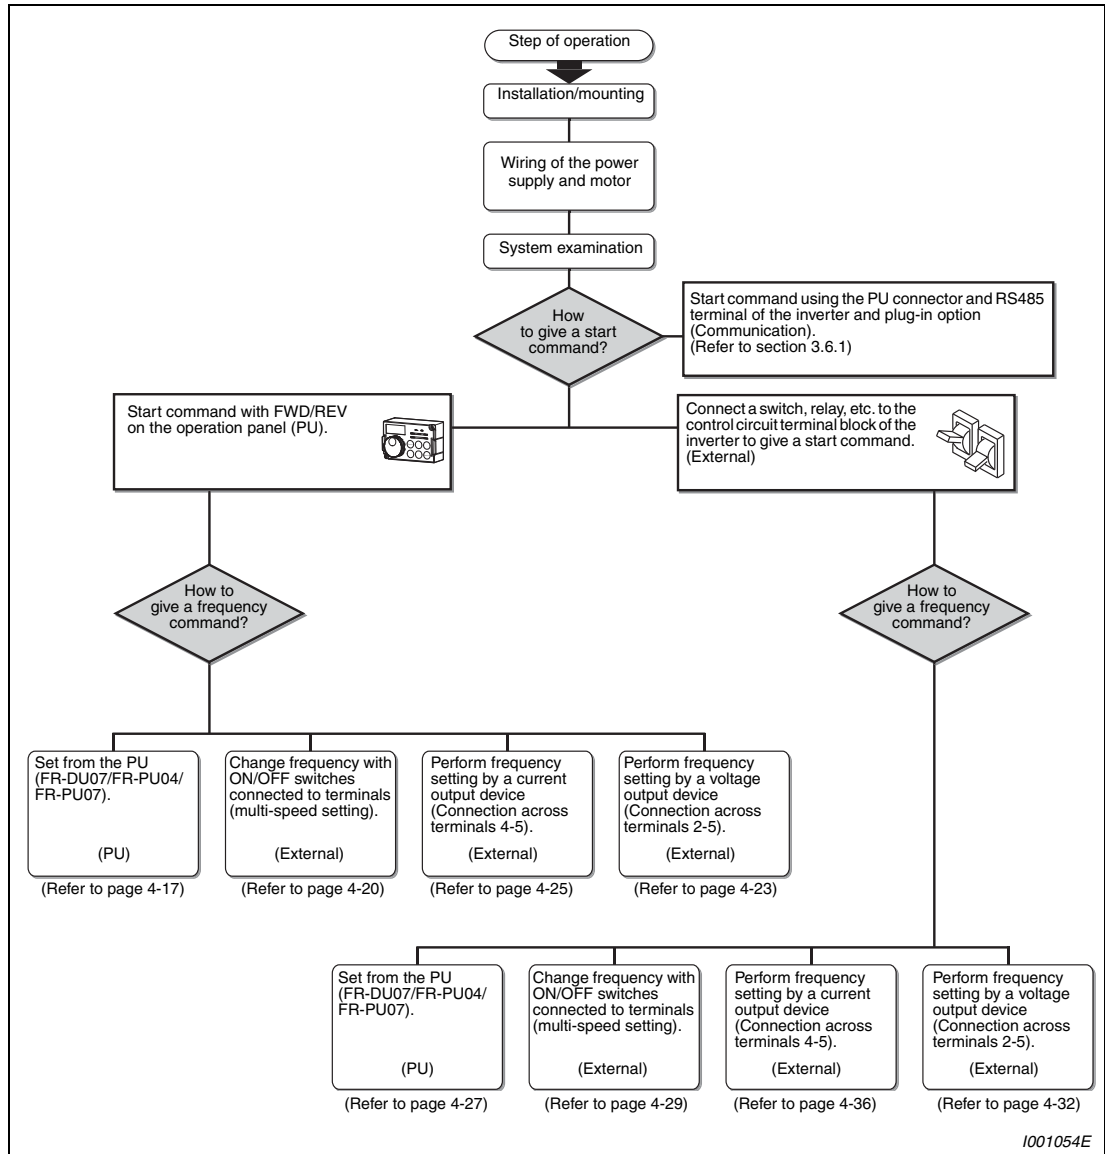 Step of operation
Installation/mounting
Wiring of the power
supply and motor
System examination
How
to give a start
command?
Start command using the PU connector and RS485
terminal of the inverter and plug-in option
(Communication).
(Refer to section 3.6.1)
Start command with FWD/REV
on the operation panel (PU).
Connect a switch, relay, etc. to the
control circuit terminal block of the
inverter to give a start command.
(External)
How to
give a frequency
command?
How to
give a frequency
command?
Set from the PU
(FR-DU07/FR-PU04/
FR-PU07).
(PU)
(Refer to page 4-17)
Change frequency with
ON/OFF switches
connected to terminals
(multi-speed setting).
(External)
(Refer to page 4-20)
Perform frequency
setting by a current
output device
(Connection across
terminals 4-5).
(External)
(Refer to page 4-25)
Perform frequency
setting by a voltage
output device
(Connection across
terminals 2-5).
(External)
(Refer to page 4-23)
Set from the PU
(FR-DU07/FR-PU04/
FR-PU07).
(PU)
(Refer to page 4-27)
Change frequency with
ON/OFF switches
connected to terminals
(multi-speed setting).
(External)
(Refer to page 4-29)
Perform frequency
setting by a current
output device
(Connection across
terminals 4-5).
(External)
(Refer to page 4-36)
Perform frequency
setting by a voltage
output device
(Connection across
terminals 2-5).
(External)
(Refer to page 4-32)
I001054E